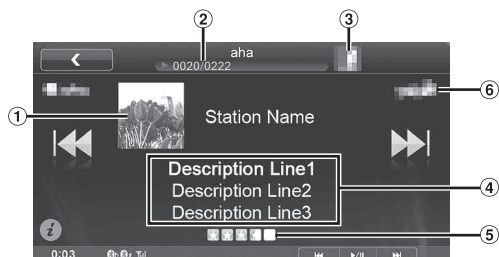 ②
③
aha
0020/0222
⑥
①
Station Name
Description Line1
Description Line2
④
Description Line3
i
⑤
0:03